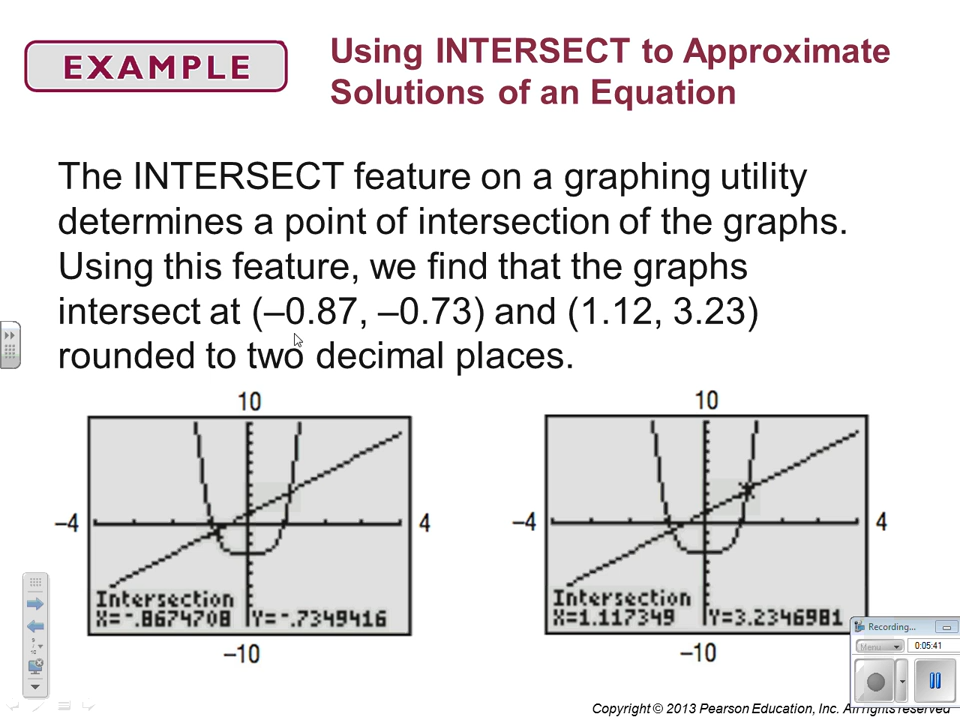 EXAMPLE
Using INTERSECT to Approximate
Solutions of an Equation
The INTERSECT feature on a graphing utility
determines a point of intersection of the graphs.
Using this feature, we find that the graphs
intersect at (–0.87, –0.73) and (1.12, 3.23)
rounded to two decimal places.
10
–4
4
Intersection
X=-.8674708 Y=-.7349416
–10
10
–4
4
Intersection
X=1.117349 Y=3.2346981
–10
Recording...
Menu
0:05:41
Copyright © 2013 Pearson Education, Inc. All rights reserved